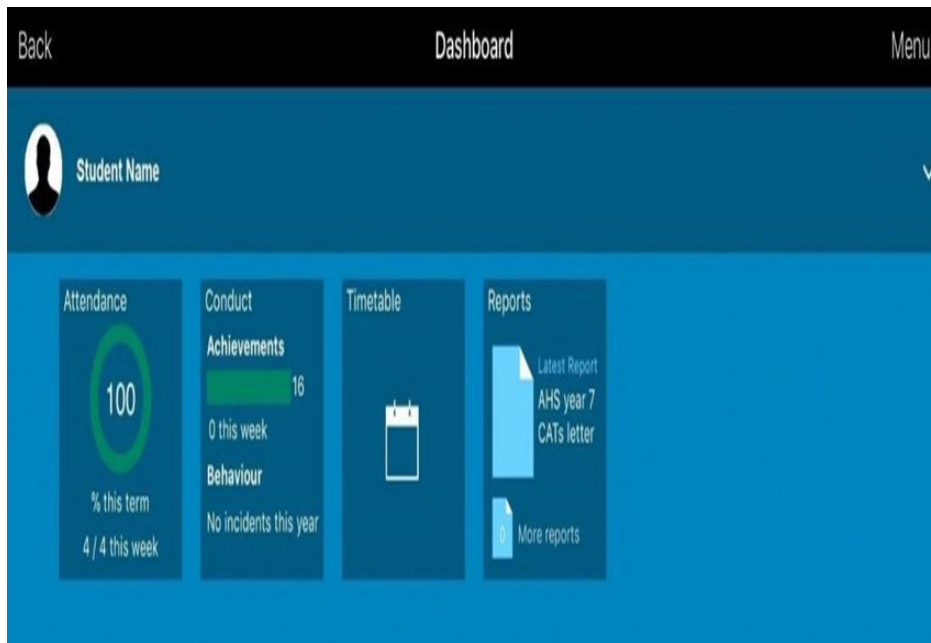 Back
Dashboard
Menu
Student Name
Attendance
100
% this term
4 / 4 this week
Conduct
Achievements
16
0 this week
Behaviour
No incidents this year
Timetable
Reports
Latest Report
AHS year 7
CATs letter
0 More reports